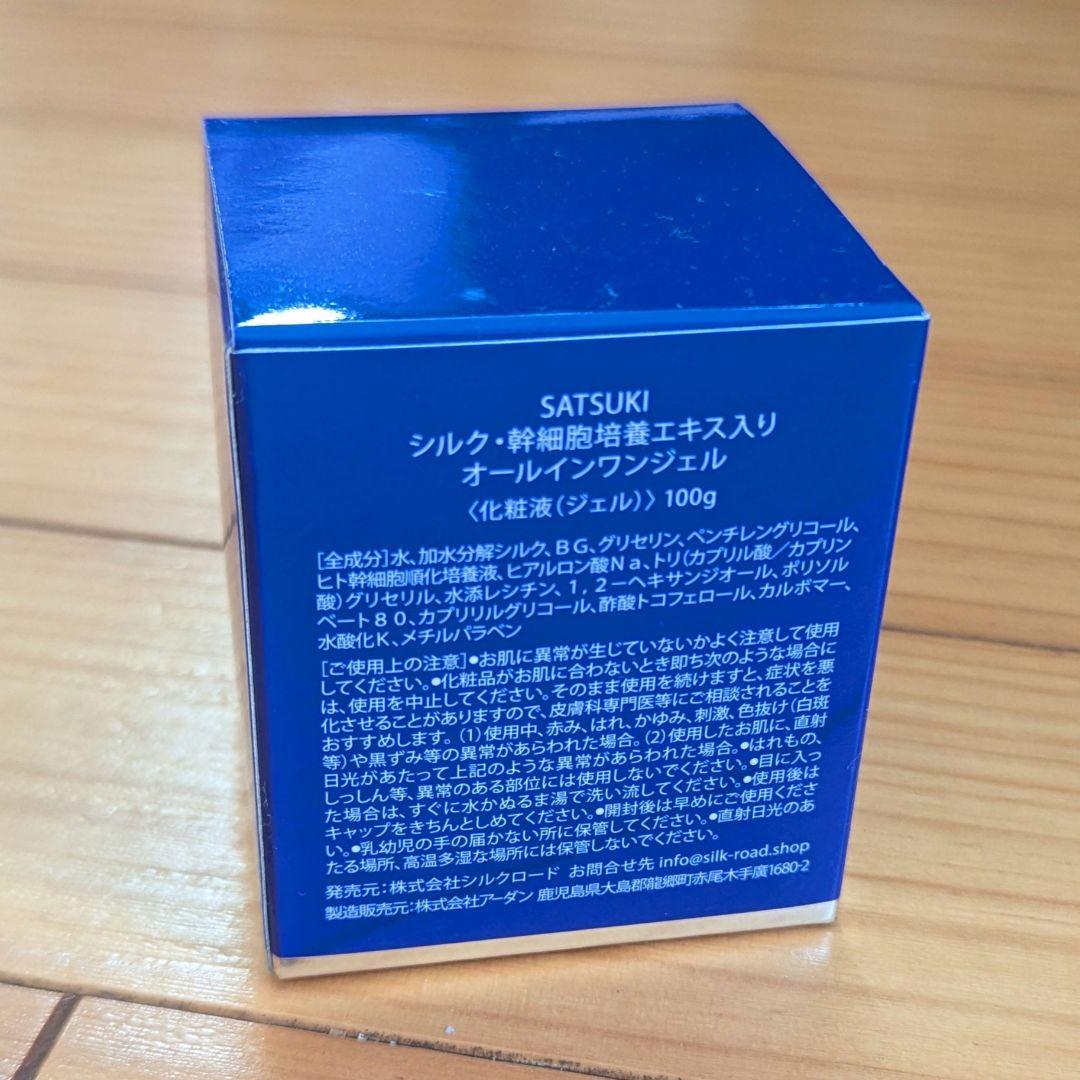 SATSUKI
シルク・幹細胞培養エキス入り
オールインワンジェル
〈化粧液(ジェル)〉100g
[全成分]水、加水分解シルク、BG、グリセリン、ペンチレングリコール、
ヒト幹細胞順化培養液、ヒアルロン酸Na、トリ(カプリル酸/カプリン
酸)グリセリル、水添レシチン、1,2-ヘキサンジオール、ポリソル
ベート80、カプリリルグリコール、酢酸トコフェロール、カルボマー、
水酸化K、メチルパラベン
[ご使用上の注意]●お肌に異常が生じていないかよく注意して使用
してください。●化粧品がお肌に合わないとき即ち次のような場合に
は、使用を中止してください。そのまま使用を続けますと、症状を悪
化させることがありますので、皮膚科専門医等にご相談されることを
おすすめします。(1)使用中、赤み、はれ、かゆみ、刺激、色抜け(白斑
等)や黒ずみ等の異常があらわれた場合。(2)使用したお肌に、直射
日光があたって上記のような異常があらわれた場合。●はれもの、
しっしん等、異常のある部位には使用しないでください。●目に入っ
た場合は、すぐに水かぬるま湯で洗い流してください。●使用後は
キャップをきちんとしめてください。●開封後は早めにご使用くださ
い。●乳幼児の手の届かない所に保管してください。●直射日光のあ
たる場所、高温多湿な場所には保管しないでください。
発売元:株式会社シルクロード お問合せ先 info@silk-road.shop
製造販売元:株式会社アーダン 鹿児島県大島郡龍郷町赤尾木手廣1680-2